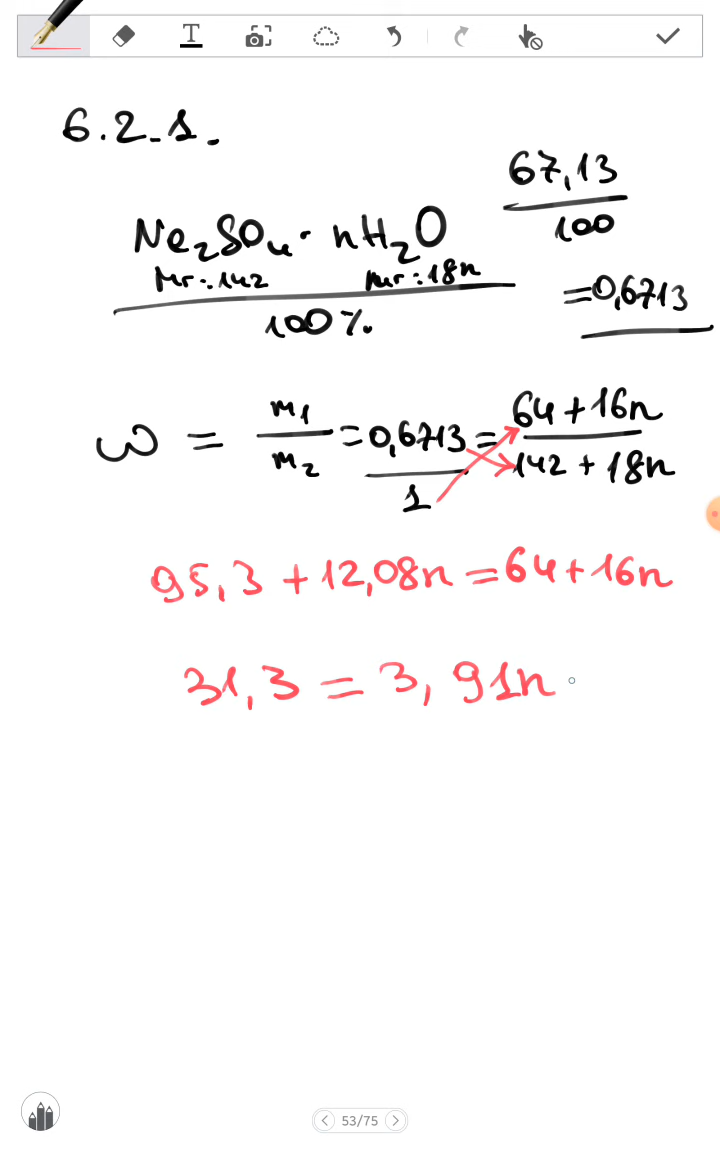 T
6.2-1.
67,13
100
=0,6713
Na₂SO₄· nH₂O
Mr:142 Mr:18n
100%
ω = m₁/m₂ = 0,6713/1 = 64+16n/142+18n
95,3 + 12,08n = 64+16n
31,3 = 3,91n
53/75